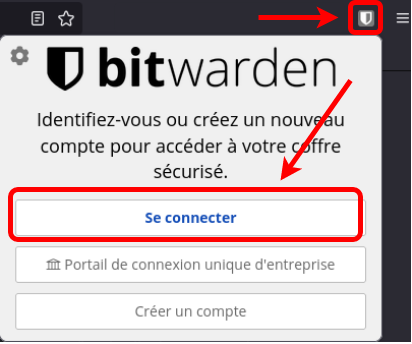 bitwarden
Identifiez-vous ou créez un nouveau
compte pour accéder à votre coffre
sécurisé.
Se connecter
Portail de connexion unique d'entreprise
Créer un compte